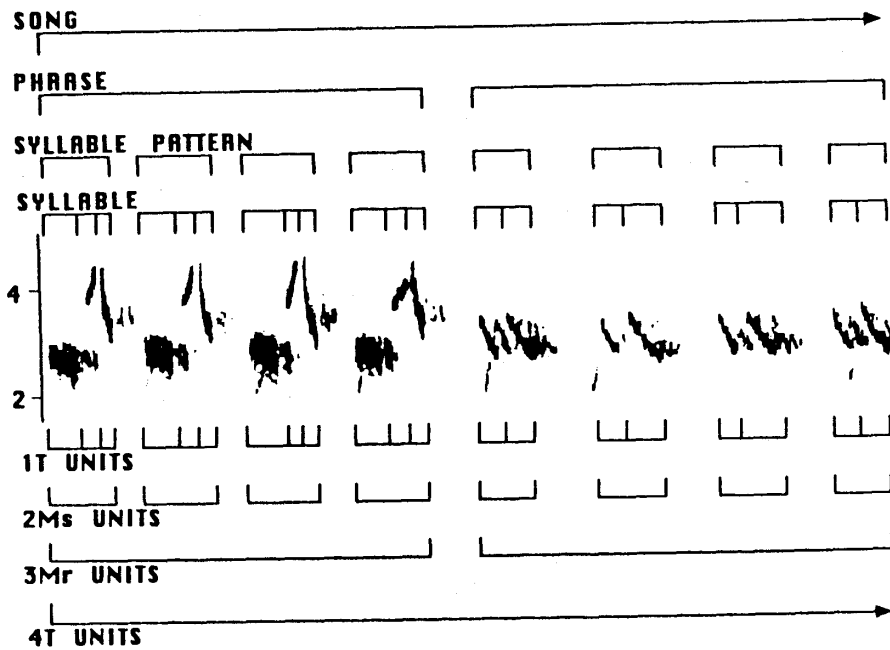 SONG
PHRASE
SYLLABLE PATTERN
SYLLABLE
4
2
1T UNITS
2Ms UNITS
3Mr UNITS
4T UNITS